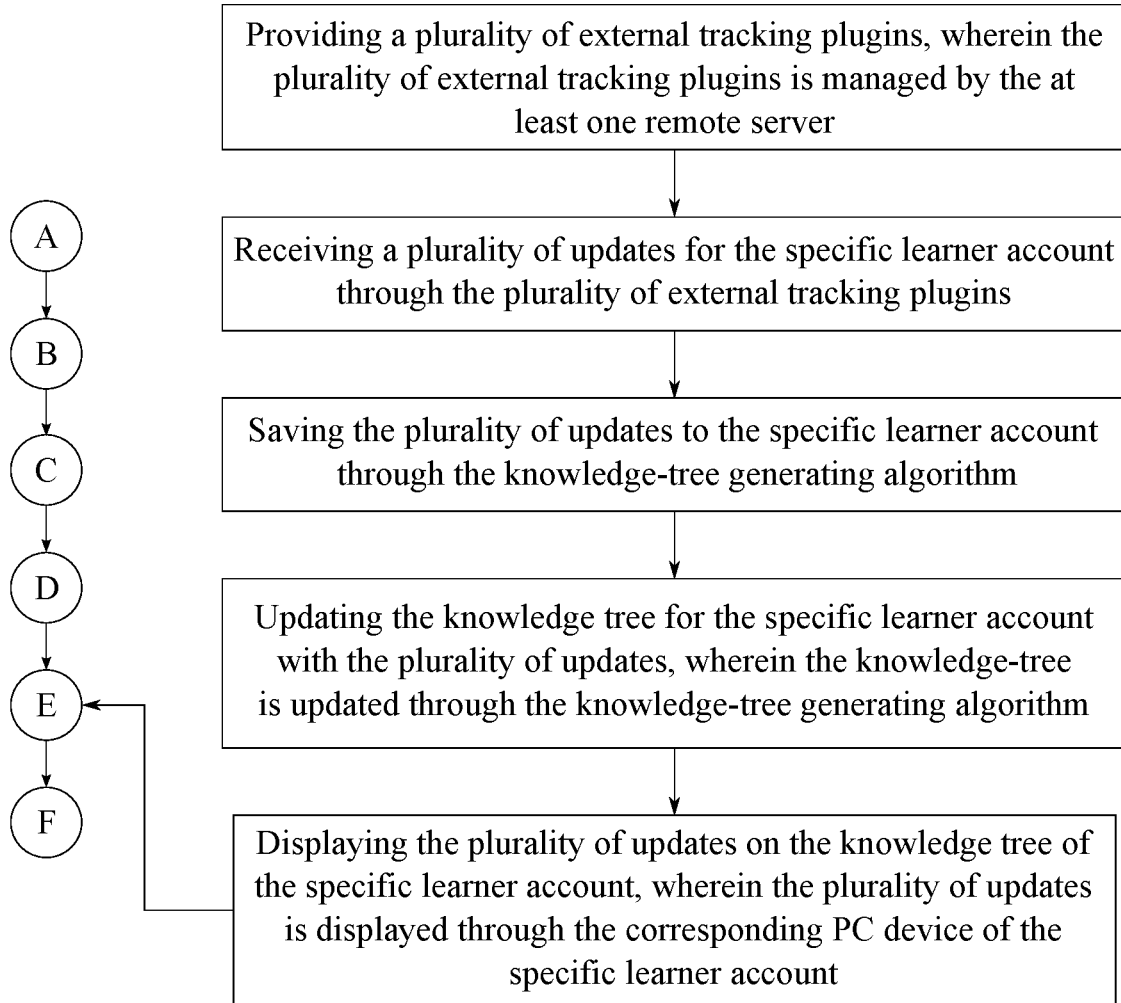 Providing a plurality of external tracking plugins, wherein the
plurality of external tracking plugins is managed by the at
least one remote server
A
Receiving a plurality of updates for the specific learner account
through the plurality of external tracking plugins
B
Saving the plurality of updates to the specific learner account
through the knowledge-tree generating algorithm
C
D
Updating the knowledge tree for the specific learner account
with the plurality of updates, wherein the knowledge-tree
is updated through the knowledge-tree generating algorithm
E
F
Displaying the plurality of updates on the knowledge tree of
the specific learner account, wherein the plurality of updates
is displayed through the corresponding PC device of the
specific learner account